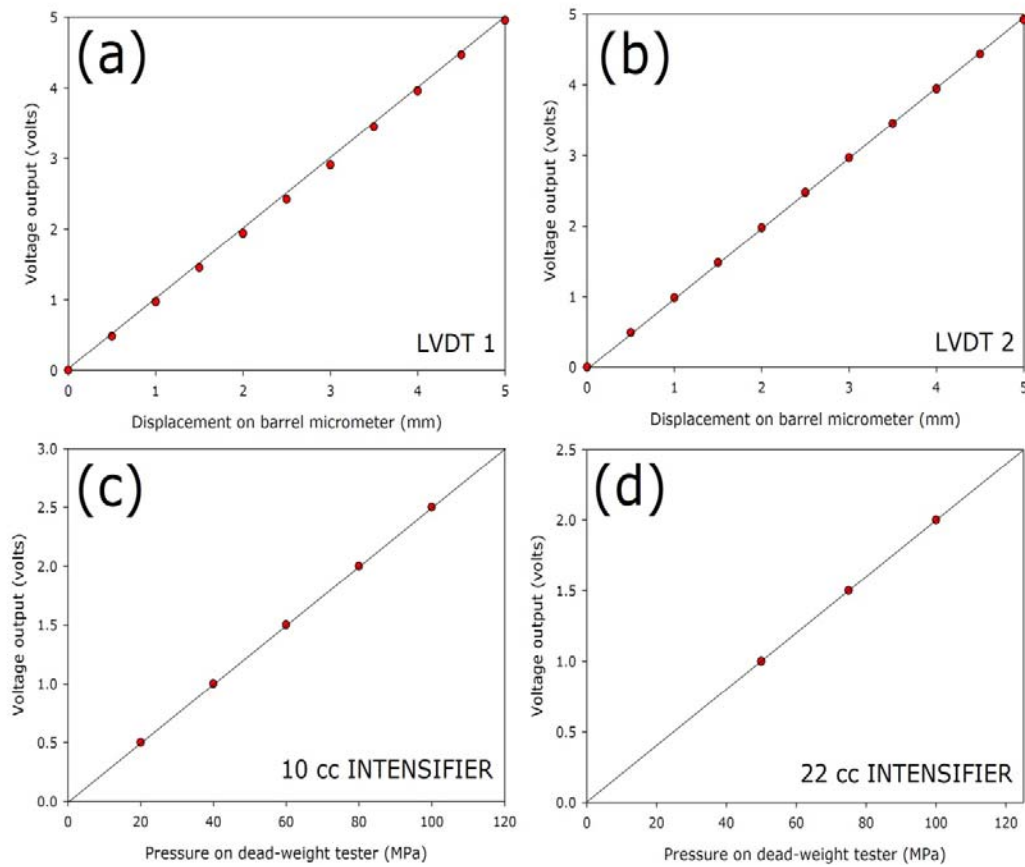 (a)
Voltage output (volts)
5
4
3
2
1
0
LVDT 1
0 1 2 3 4 5
Displacement on barrel micrometer (mm)
(b)
Voltage output (volts)
5
4
3
2
1
0
LVDT 2
0 1 2 3 4 5
Displacement on barrel micrometer (mm)
(c)
Voltage output (volts)
3.0
2.5
2.0
1.5
1.0
0.5
0.0
10 cc INTENSIFIER
0 20 40 60 80 100 120
Pressure on dead-weight tester (MPa)
(d)
Voltage output (volts)
2.5
2.0
1.5
1.0
0.5
0.0
22 cc INTENSIFIER
0 20 40 60 80 100 120
Pressure on dead-weight tester (MPa)